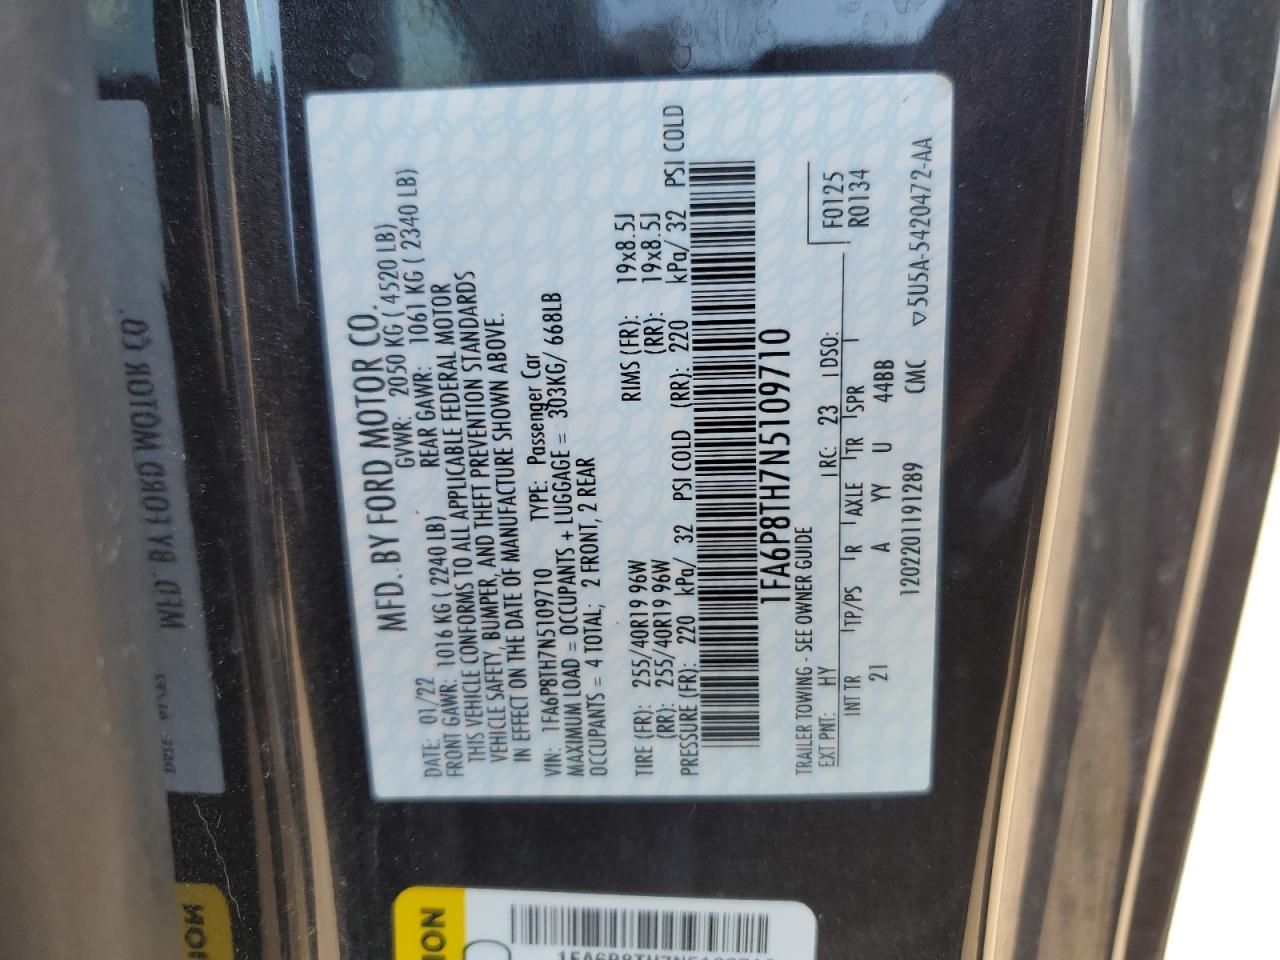 MFD. BY FORD MOTOR CO.
DATE: 01/22 GVWR: 2050 KG ( 4520 LB)
FRONT GAWR: 1016 KG ( 2240 LB) REAR GAWR: 1061 KG ( 2340 LB)
THIS VEHICLE CONFORMS TO ALL APPLICABLE FEDERAL MOTOR
VEHICLE SAFETY, BUMPER, AND THEFT PREVENTION STANDARDS
IN EFFECT ON THE DATE OF MANUFACTURE SHOWN ABOVE.
VIN: 1FA6P8TH7N5109710 TYPE: Passenger Car
MAXIMUM LOAD = OCCUPANTS + LUGGAGE = 303KG/ 668LB
OCCUPANTS = 4 TOTAL, 2 FRONT, 2 REAR
TIRE (FR): 255/40R19 96W RIMS (FR): 19x8.5J
(RR): 255/40R19 96W (RR): 19x8.5J
PRESSURE (FR): 220 kPa/ 32 PSI COLD (RR): 220 kPa/ 32 PSI COLD
1FA6P8TH7N5109710
TRAILER TOWING - SEE OWNER GUIDE F0125
EXT PNT: HY RC: 23 DSO: R0134
INT TR TP/PS R AXLE TR SPR
21 A YY U 44BB
1202201191289 CMC ▽5U5A-5420472-AA